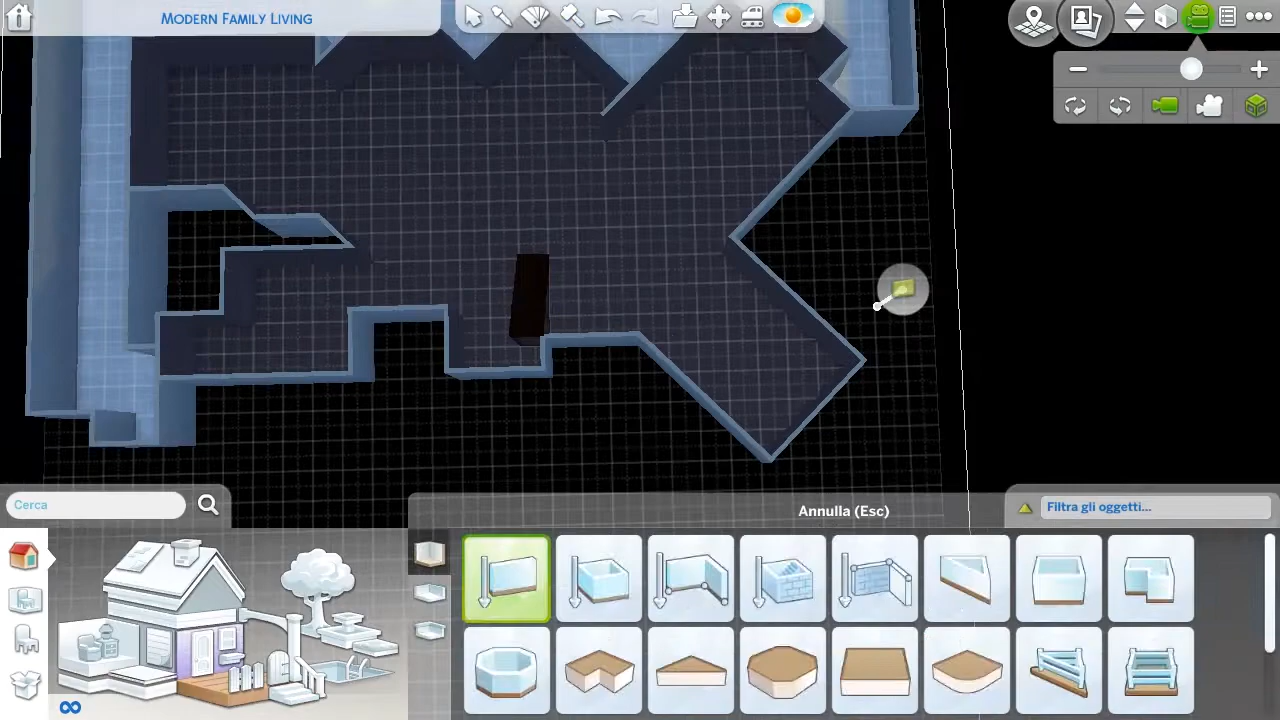 Modern Family Living
Annulla (Esc)
Cerca
Filtra gli oggetti...